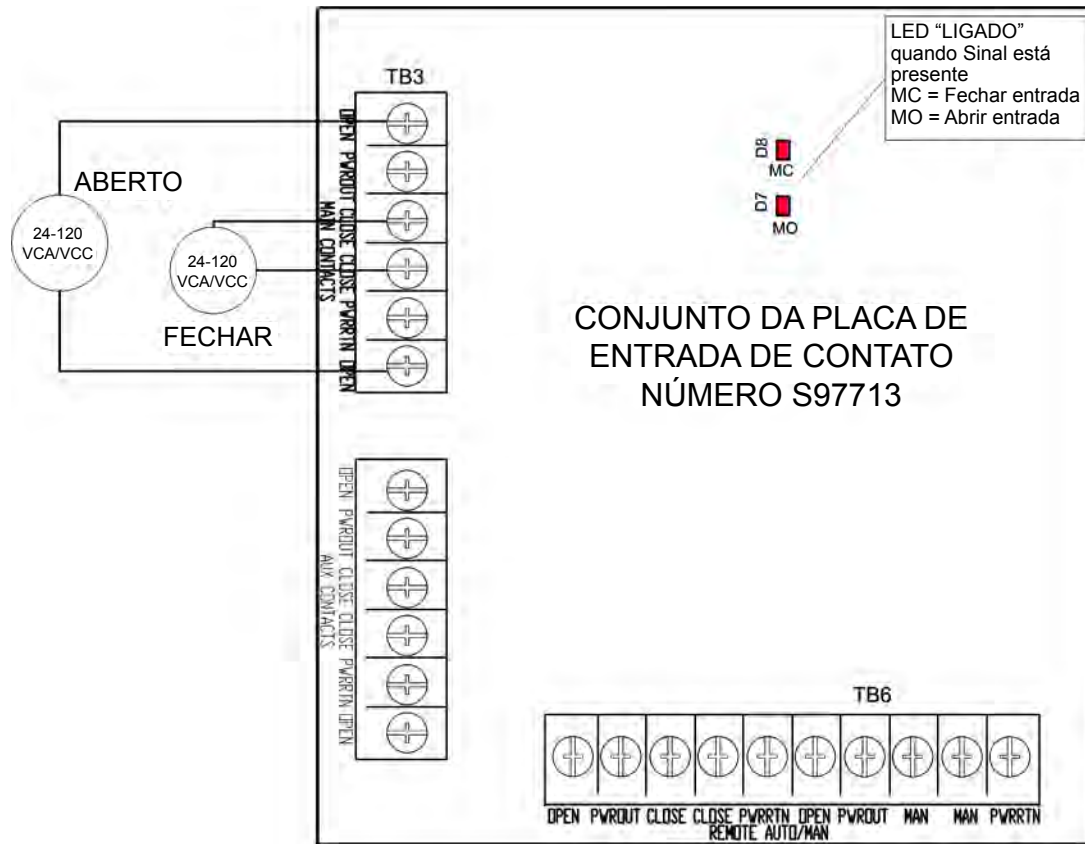 LED “LIGADO”
quando Sinal está
presente
MC = Fechar entrada
MO = Abrir entrada
TB3
OPEN PWROUT CLOSE CLOSE PWRRTN OPEN
MAIN CONTACTS
ABERTO
24-120
VCA/VCC
24-120
VCA/VCC
FECHAR
D8
MC
D7
MO
CONJUNTO DA PLACA DE
ENTRADA DE CONTATO
NÚMERO S97713
OPEN PWROUT CLOSE CLOSE PWRRTN OPEN
AUX CONTACTS
TB6
OPEN PWROUT CLOSE CLOSE PWRRTN OPEN PWROUT MAN MAN PWRRTN
REMOTE AUTO/MAN